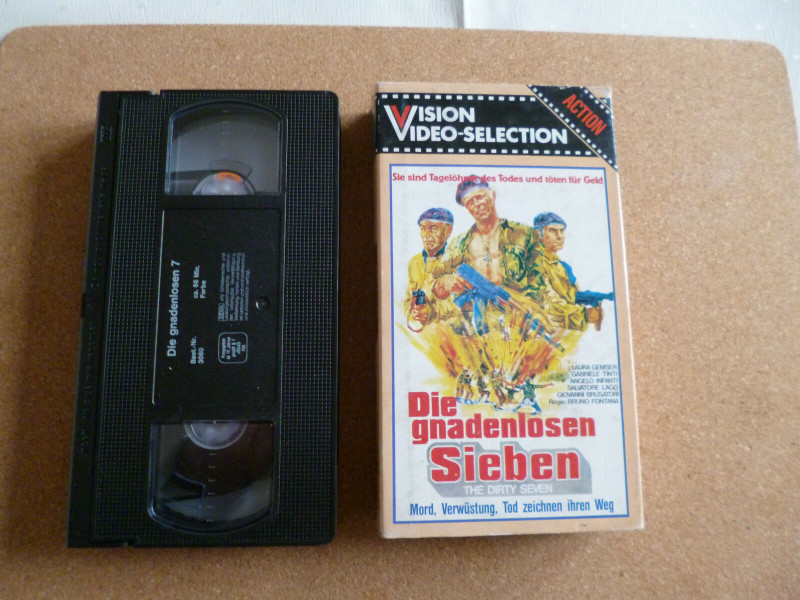 Die gnadenlosen 7
Best.-Nr.
3060
ca. 86 Min.
Farbe
VISION
VIDEO-SELECTION
ACTION
Sie sind Tagelöhner des Todes und töten für Geld
LAURA GEMSER
GABRIELE TINTI
ANGELO INFANTI
SALVATORE LAGO
GIOVANNI BRUSATORI
Regie: BRUNO FONTANA
Die
gnadenlosen
Sieben
THE DIRTY SEVEN
Mord, Verwüstung, Tod zeichnen ihren Weg